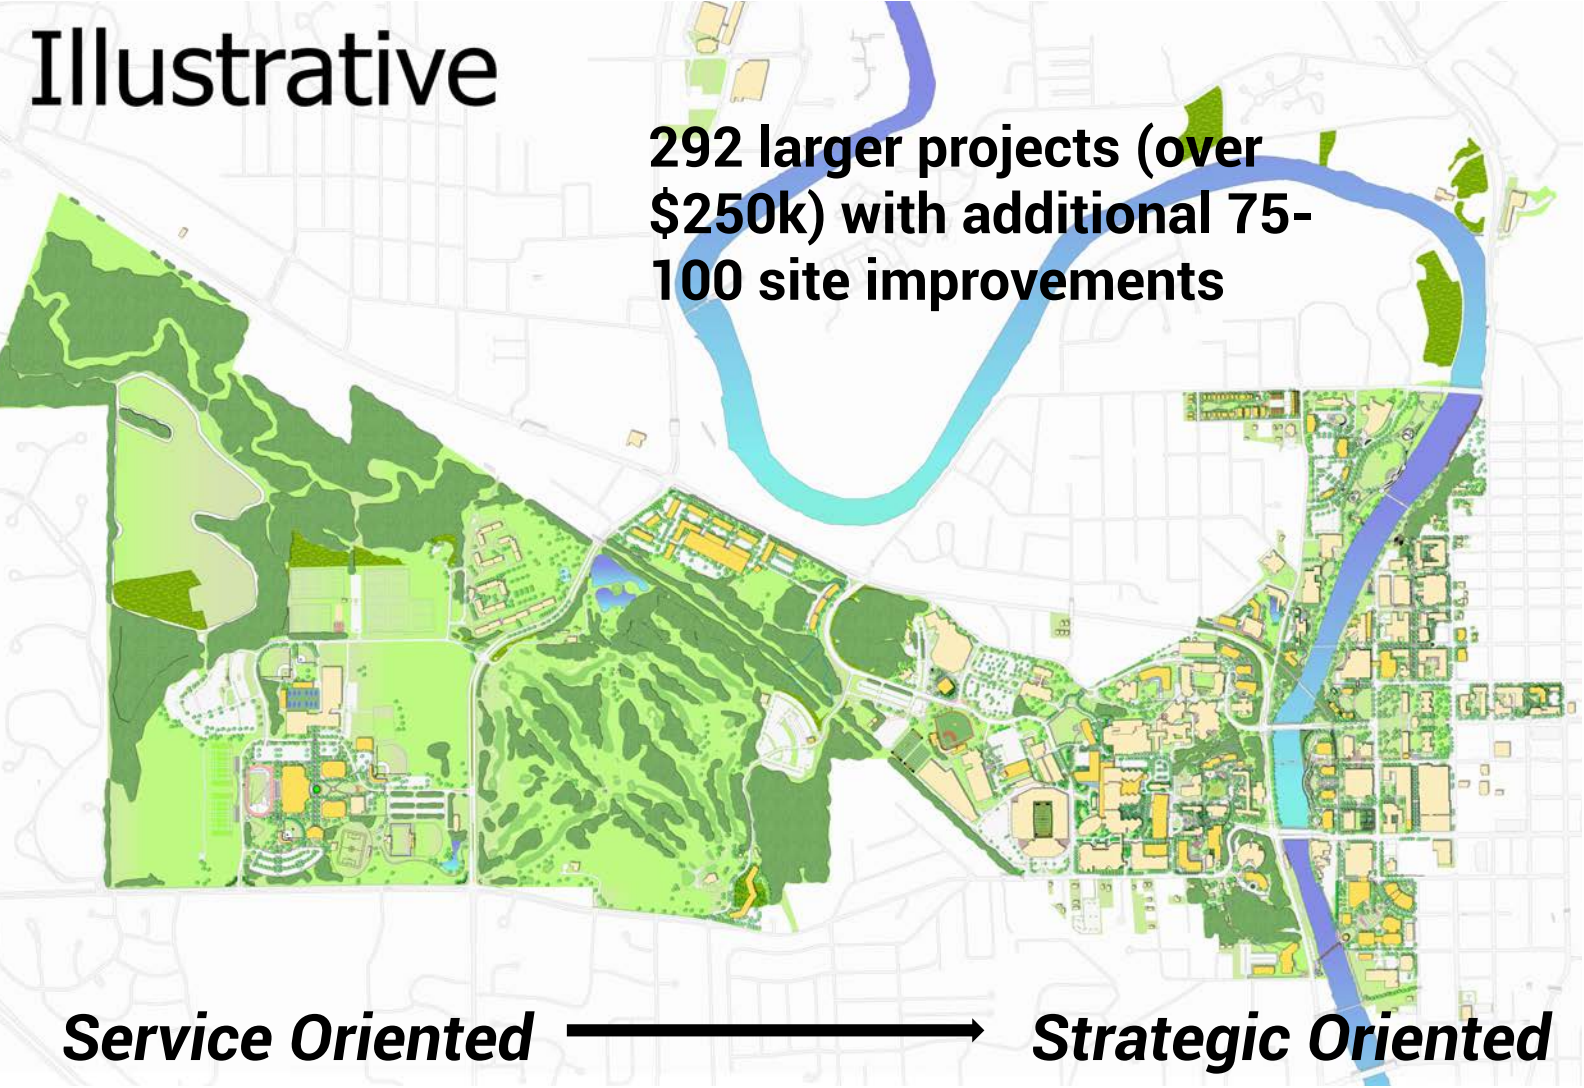 Illustrative
292 larger projects (over
$250k) with additional 75-
100 site improvements
Service Oriented
Strategic Oriented